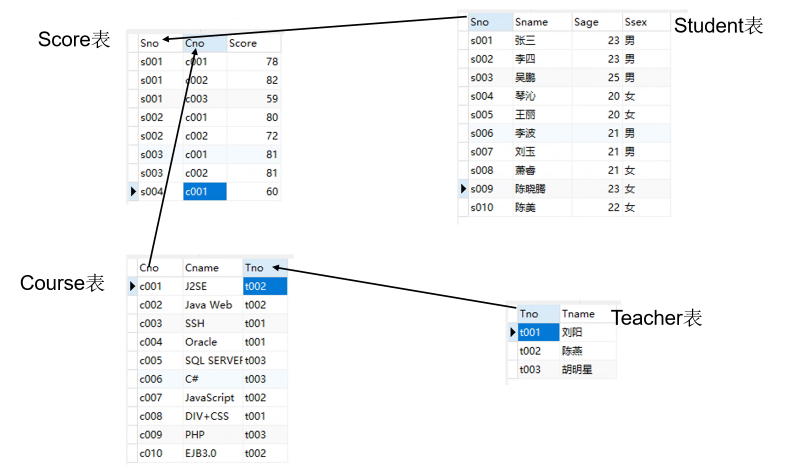 Score表
Sno Cno Score
s001 c001 78
s001 c002 82
s001 c003 59
s002 c001 80
s002 c002 72
s003 c001 81
s003 c002 81
s004 c001 60
Student表
Sno Sname Sage Ssex
s001 张三 23 男
s002 李四 23 男
s003 吴鹏 25 男
s004 琴沁 20 女
s005 王丽 20 女
s006 李波 21 男
s007 刘玉 21 男
s008 萧睿 21 女
s009 陈晓 23 女
s010 陈美 22 女
Course表
Cno Cname Tno
c001 J2SE t002
c002 Java Web t002
c003 SSH t001
c004 Oracle t001
c005 SQL SERVER t003
c006 C# t003
c007 JavaScript t002
c008 DIV+CSS t001
c009 PHP t003
c010 EJB3.0 t002
Teacher表
Tno Tname
t001 刘阳
t002 陈燕
t003 胡明星